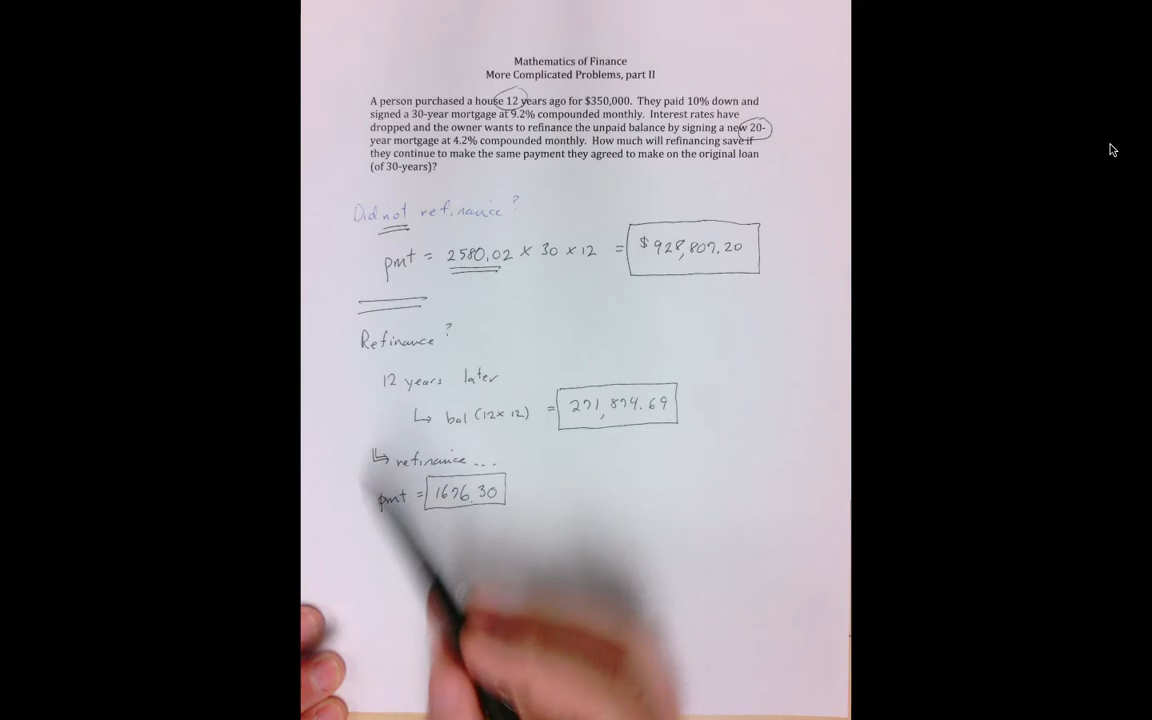 Mathematics of Finance
More Complicated Problems, part II
A person purchased a house 12 years ago for $350,000. They paid 10% down and
signed a 30-year mortgage at 9.2% compounded monthly. Interest rates have
dropped and the owner wants to refinance the unpaid balance by signing a new 20-
year mortgage at 4.2% compounded monthly. How much will refinancing save if
they continue to make the same payment they agreed to make on the original loan
(of 30-years)?
Did not refinance?
pmt = 2580.02 × 30 × 12 = $928,807.20
Refinance?
12 years later
↳ bal (12×12) = 271,874.69
↳ refinance...
pmt = 1676.30